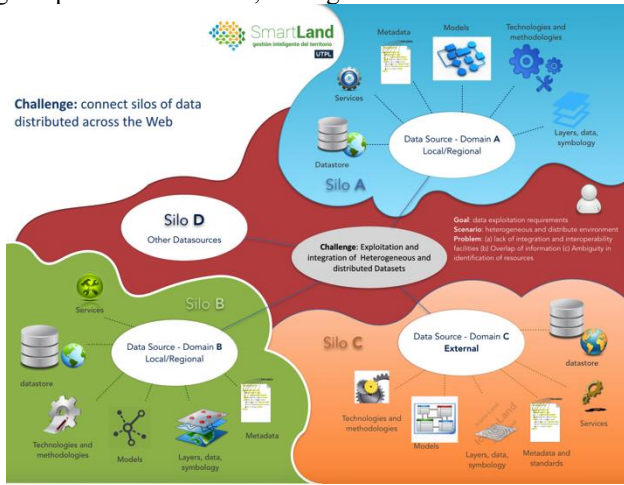 SmartLand
gestión inteligente del territorio
UTPL
Challenge: connect silos of data
distributed across the Web
Metadata
Models
Technologies and
methodologies
Services
Datastore
Data Source - Domain A
Local/Regional
Layers, data,
symbology
Silo A
Silo D
Other Datasources
Challenge: Exploitation and
integration of Heterogeneous and
distributed Datasets
Goal: data exploitation requirements
Scenario: heterogeneous and distribute environment
Problem: (a) lack of integration and interoperability
facilities (b) Overlap of information (c) Ambiguity in
identification of resources
Silo B
Services
datastore
Data Source - Domain B
Local/Regional
Technologies and
methodologies
Models
Layers, data,
symbology
Metadata
Silo C
Data Source - Domain C
External
datastore
Technologies and
methodologies
Models
Layers, data,
symbology
Metadata and
standards
Services